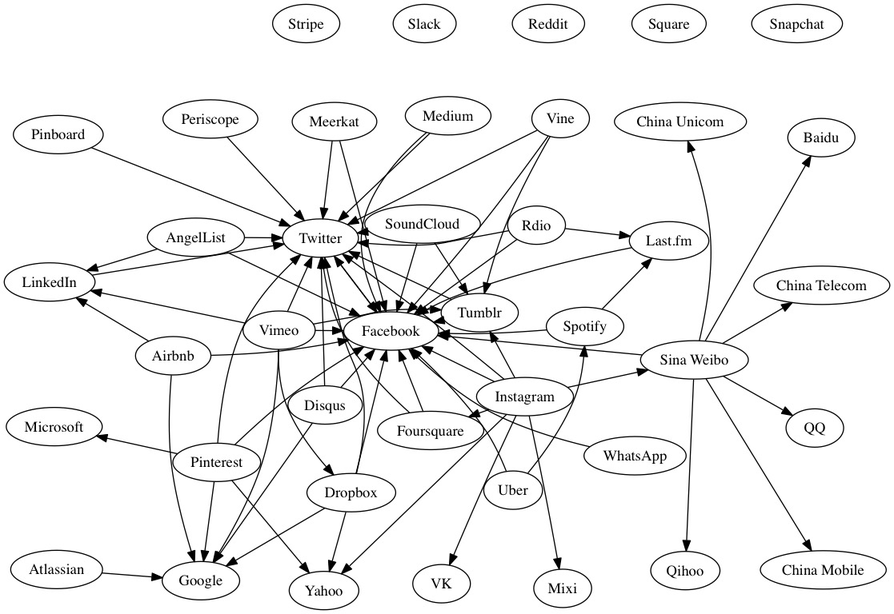 Stripe
Slack
Reddit
Square
Snapchat
Pinboard
Periscope
Meerkat
Medium
Vine
China Unicom
Baidu
AngelList
Twitter
SoundCloud
Rdio
Last.fm
LinkedIn
China Telecom
Vimeo
Facebook
Tumblr
Spotify
Airbnb
Sina Weibo
Disqus
Instagram
Microsoft
Foursquare
QQ
Pinterest
WhatsApp
Dropbox
Uber
Atlassian
Google
Yahoo
VK
Mixi
Qihoo
China Mobile